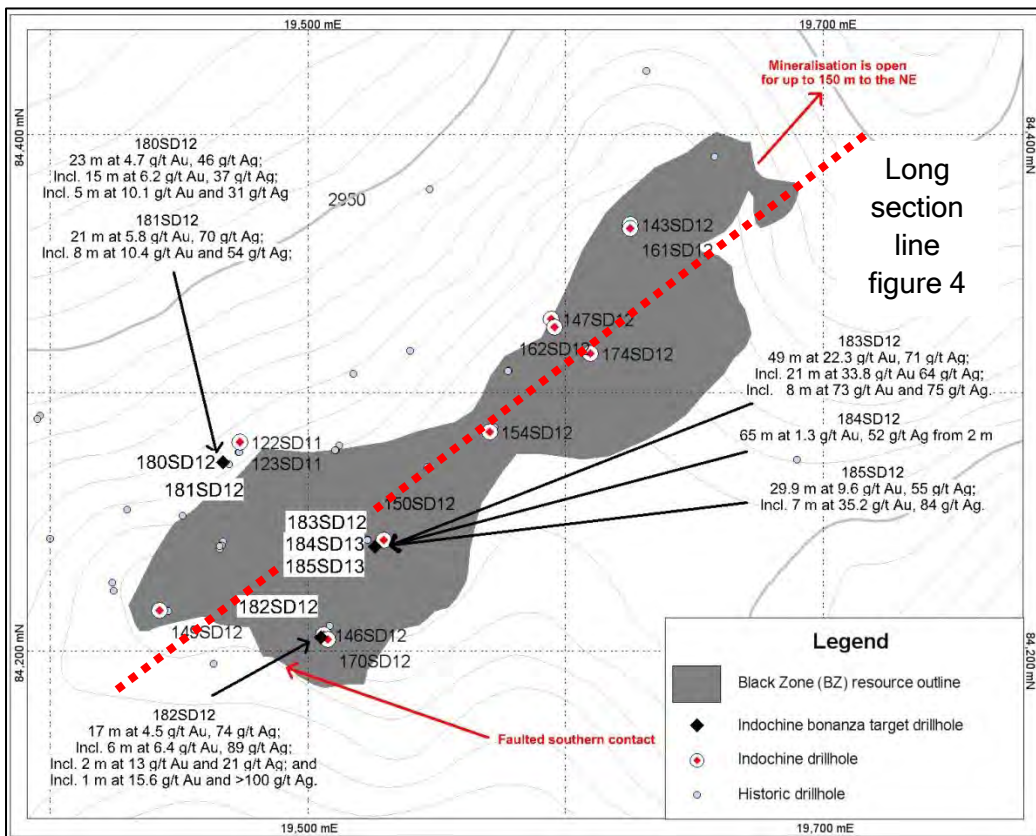 19,500 mE
19,700 mE
Mineralisation is open
for up to 150 m to the NE
84,400 mN
84,400 mN
180SD12
23 m at 4.7 g/t Au, 46 g/t Ag;
Incl. 15 m at 6.2 g/t Au, 37 g/t Ag;
Incl. 5 m at 10.1 g/t Au and 31 g/t Ag
181SD12
21 m at 5.8 g/t Au, 70 g/t Ag;
Incl. 8 m at 10.4 g/t Au and 54 g/t Ag;
2950
Long
section
line
figure 4
143SD12
161SD12
147SD12
162SD12
174SD12
183SD12
49 m at 22.3 g/t Au, 71 g/t Ag;
Incl. 21 m at 33.8 g/t Au 64 g/t Ag;
Incl. 8 m at 73 g/t Au and 75 g/t Ag.
184SD12
65 m at 1.3 g/t Au, 52 g/t Ag from 2 m
185SD12
29.9 m at 9.6 g/t Au, 55 g/t Ag;
Incl. 7 m at 35.2 g/t Au, 84 g/t Ag.
154SD12
122SD11
123SD11
180SD12
181SD12
150SD12
183SD12
184SD13
185SD13
182SD12
149SD12
146SD12
170SD12
84,200 mN
84,200 mN
182SD12
17 m at 4.5 g/t Au, 74 g/t Ag;
Incl. 6 m at 6.4 g/t Au, 89 g/t Ag;
Incl. 2 m at 13 g/t Au and 21 g/t Ag; and
Incl. 1 m at 15.6 g/t Au and >100 g/t Ag.
Faulted southern contact
Legend
Black Zone (BZ) resource outline
Indochine bonanza target drillhole
Indochine drillhole
Historic drillhole
19,500 mE
19,700 mE